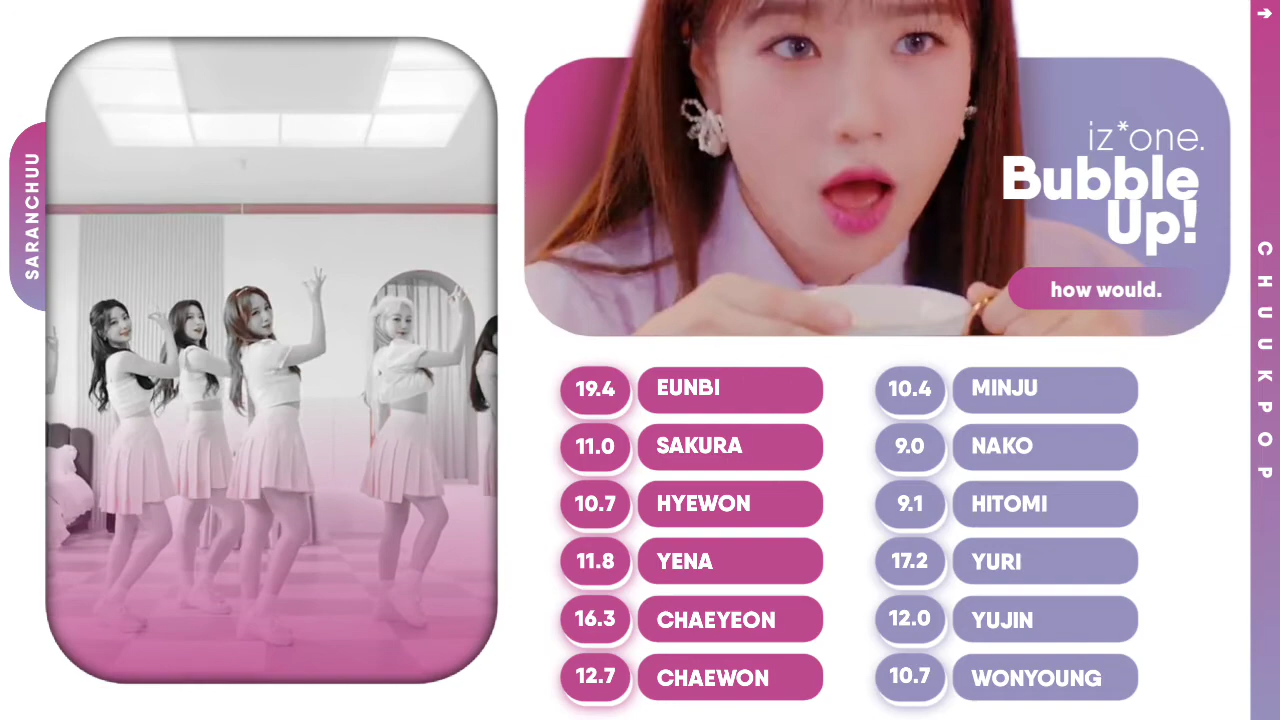 SARANCHUU
iz*one.
Bubble
Up!
how would.
19.4 EUNBI
11.0 SAKURA
10.7 HYEWON
11.8 YENA
16.3 CHAEYEON
12.7 CHAEWON
10.4 MINJU
9.0 NAKO
9.1 HITOMI
17.2 YURI
12.0 YUJIN
10.7 WONYOUNG
CHUUKPOP